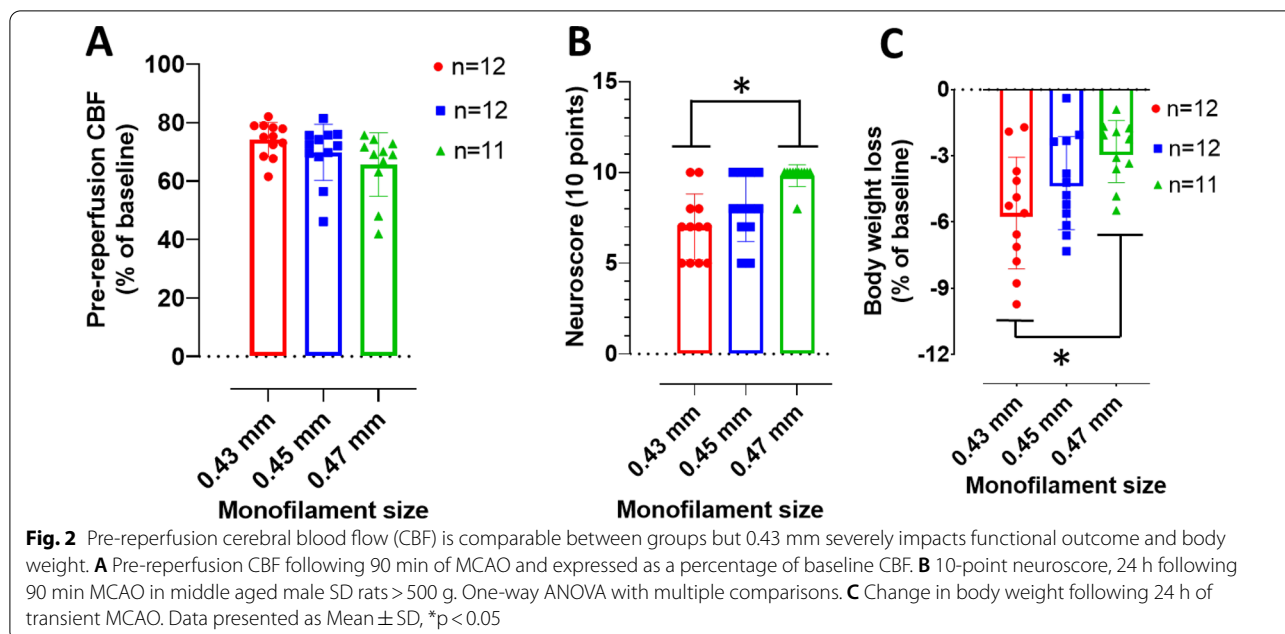 A
Pre-reperfusion CBF
(% of baseline)
100
80
60
40
20
0
n=12
n=12
n=11
0.43 mm
0.45 mm
0.47 mm
Monofilament size
B
Neuroscore (10 points)
15
10
5
0
*
0.43 mm
0.45 mm
0.47 mm
Monofilament size
C
Body weight loss
(% of baseline)
0
-3
-6
-9
-12
n=12
n=12
n=11
*
0.43 mm
0.45 mm
0.47 mm
Monofilament size
Fig. 2 Pre-reperfusion cerebral blood flow (CBF) is comparable between groups but 0.43 mm severely impacts functional outcome and body
weight. A Pre-reperfusion CBF following 90 min of MCAO and expressed as a percentage of baseline CBF. B 10-point neuroscore, 24 h following
90 min MCAO in middle aged male SD rats > 500 g. One-way ANOVA with multiple comparisons. C Change in body weight following 24 h of
transient MCAO. Data presented as Mean ± SD, *p < 0.05